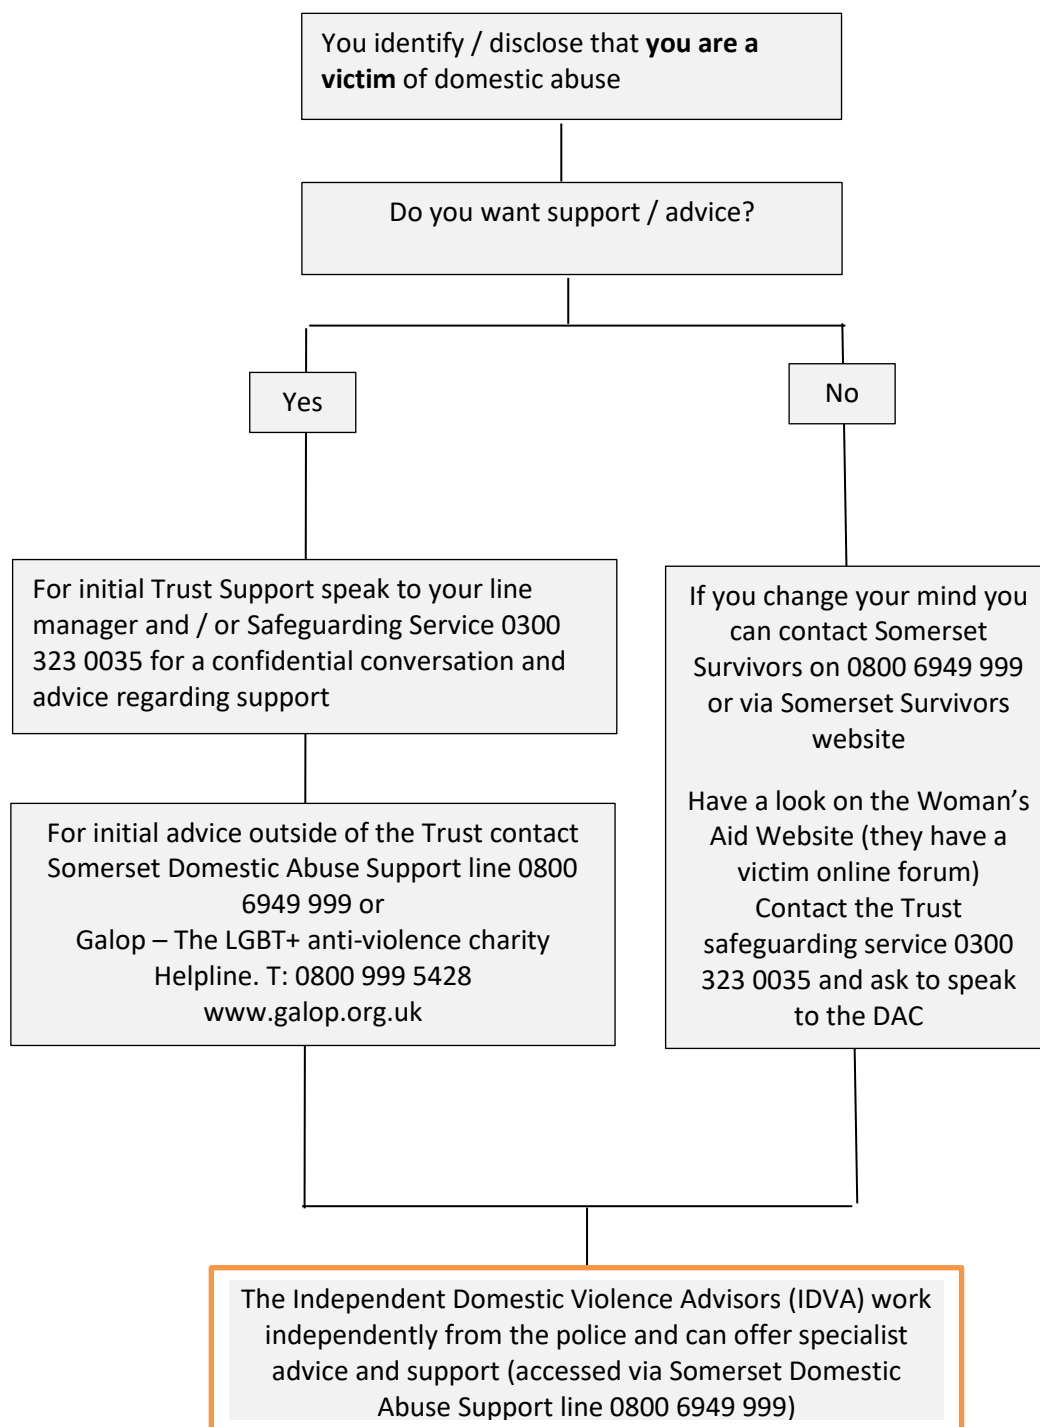 You identify / disclose that you are a
victim of domestic abuse
Do you want support / advice?
Yes
No
For initial Trust Support speak to your line
manager and / or Safeguarding Service 0300
323 0035 for a confidential conversation and
advice regarding support
If you change your mind you
can contact Somerset
Survivors on 0800 6949 999
or via Somerset Survivors
website
Have a look on the Woman’s
Aid Website (they have a
victim online forum)
Contact the Trust
safeguarding service 0300
323 0035 and ask to speak
to the DAC
For initial advice outside of the Trust contact
Somerset Domestic Abuse Support line 0800
6949 999 or
Galop – The LGBT+ anti-violence charity
Helpline. T: 0800 999 5428
www.galop.org.uk
The Independent Domestic Violence Advisors (IDVA) work
independently from the police and can offer specialist
advice and support (accessed via Somerset Domestic
Abuse Support line 0800 6949 999)